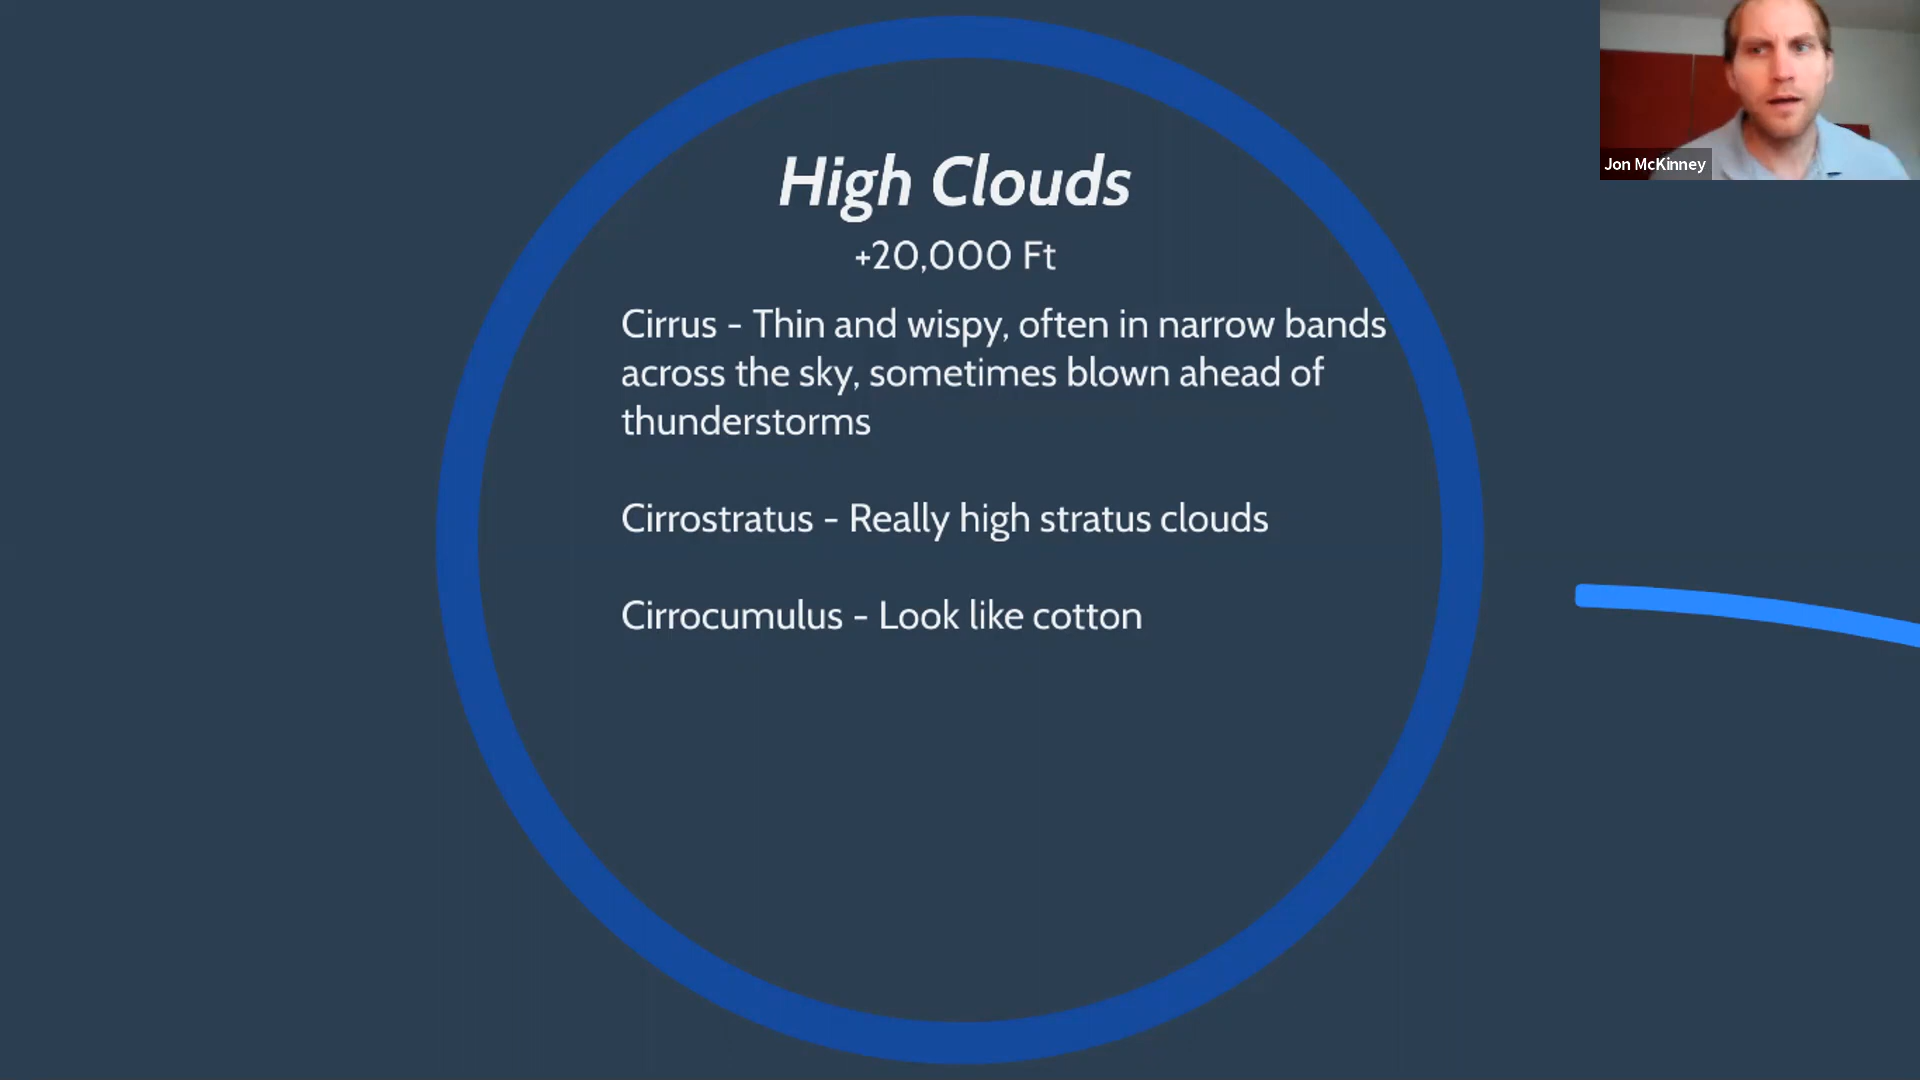 High Clouds
+20,000 Ft
Cirrus - Thin and wispy, often in narrow bands
across the sky, sometimes blown ahead of
thunderstorms
Cirrostratus - Really high stratus clouds
Cirrocumulus - Look like cotton
Jon McKinney